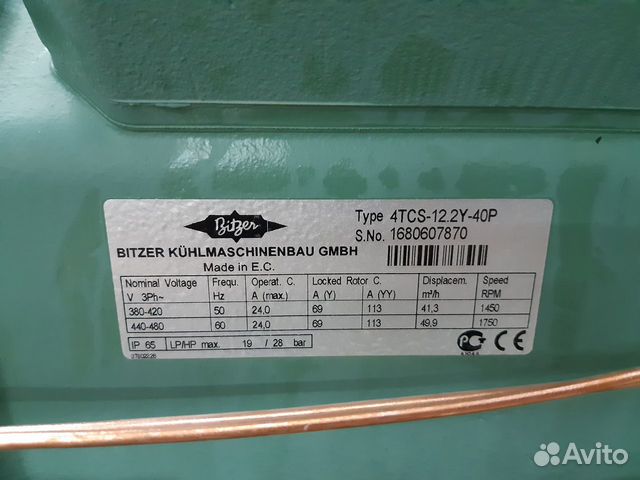 Bitzer
Type 4TCS-12.2Y-40P
S.No. 1680607870
BITZER KÜHLMASCHINENBAU GMBH
Made in E.C.
Nominal Voltage Frequ. Operat. C. Locked Rotor C. Displacem. Speed
V 3Ph~ Hz A (max.) A (Y) A (YY) m³/h RPM
380-420 50 24,0 69 113 41,3 1450
440-480 60 24,0 69 113 49,9 1750
IP 65 LP/HP max. 19 / 28 bar
CE
Avito